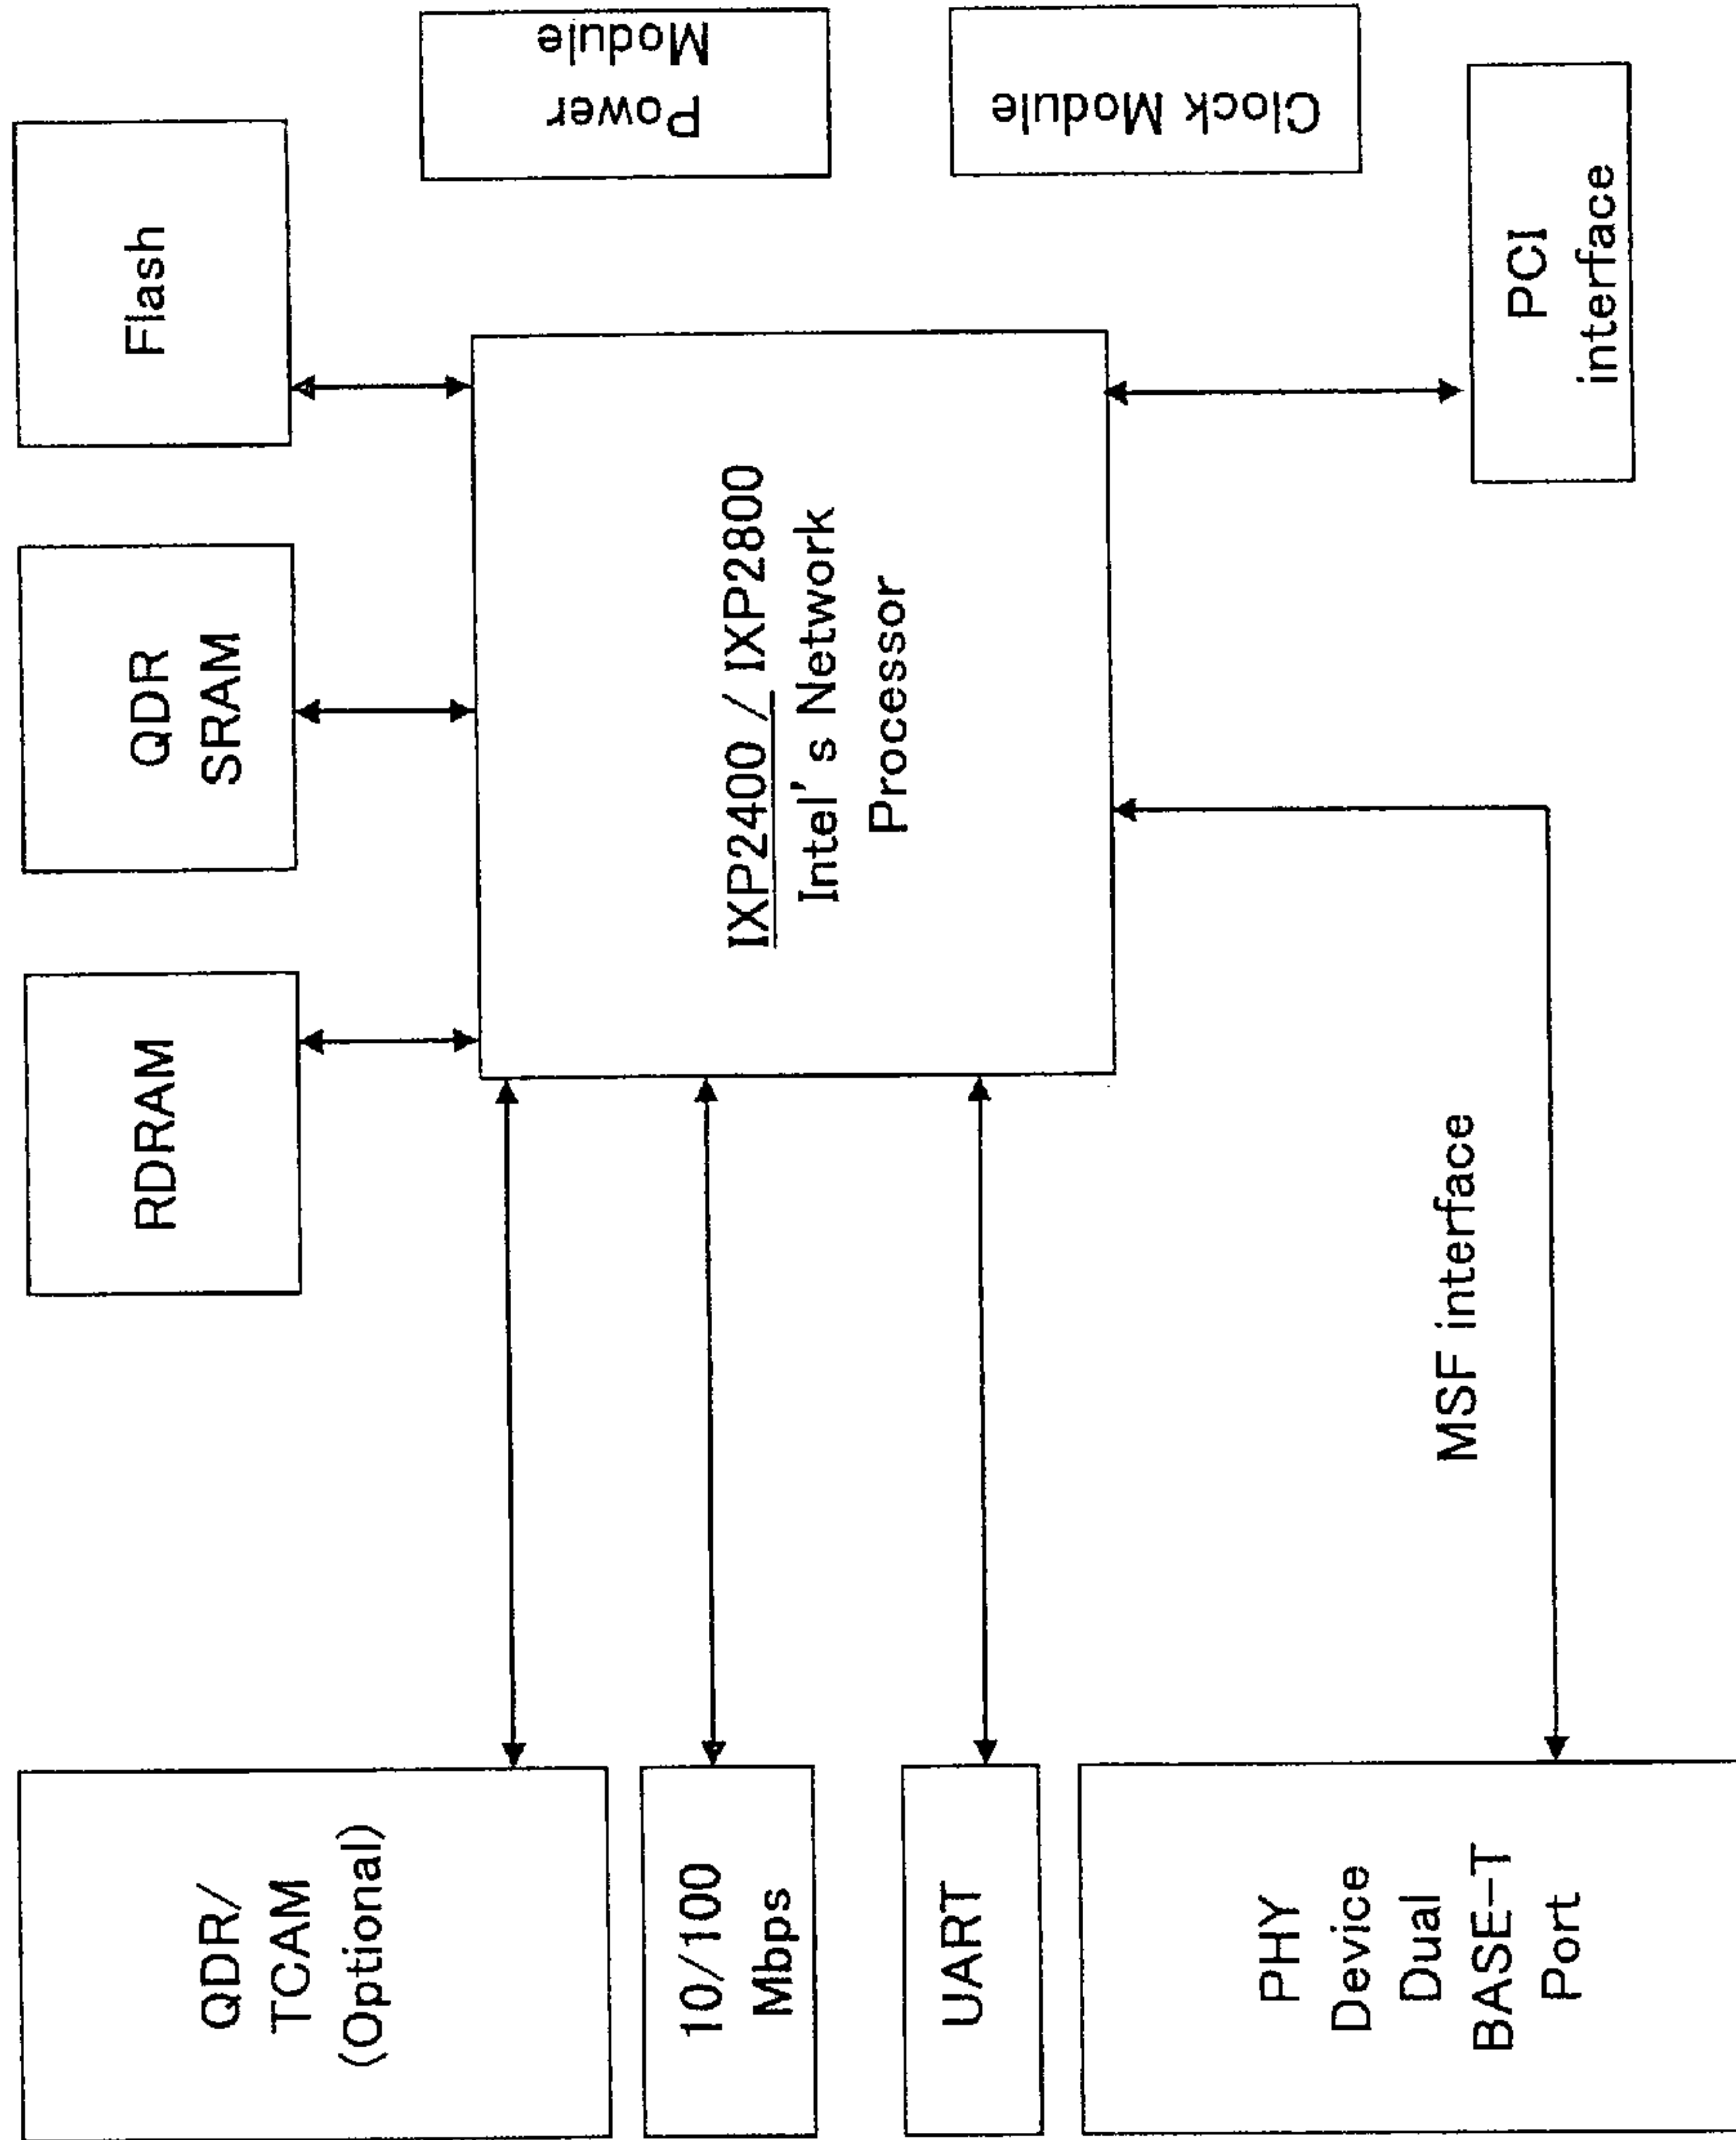 QDR/
TCAM
(Optional)
10/100
Mbps
UART
PHY
Device
Dual
BASE-T
Port
RDRAM
QDR
SRAM
Flash
IXP2400 / IXP2800
Intel's Network
Processor
MSF interface
PCI
interface
Power
Module
Clock Module